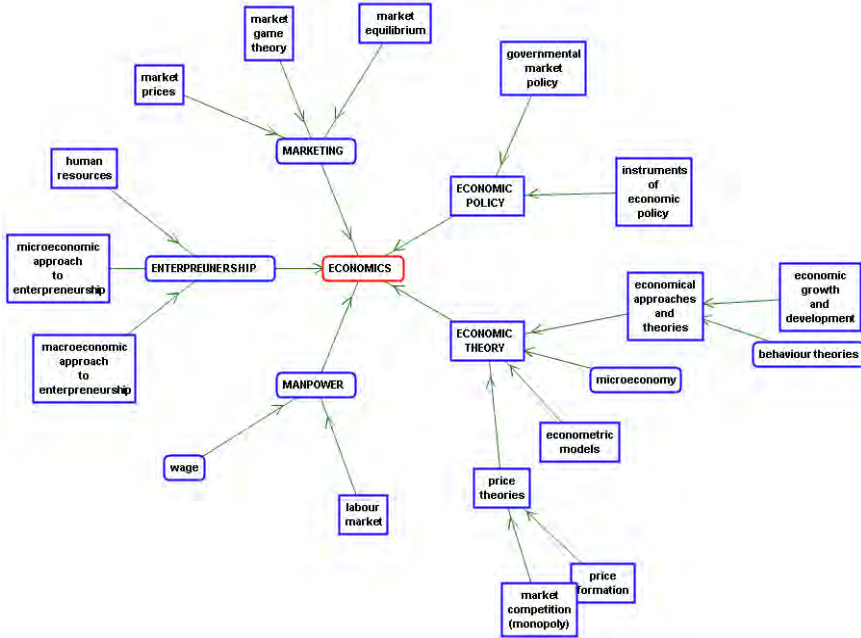 market
game
theory
market
equilibrium
market
prices
governmental
market
policy
MARKETING
human
resources
ECONOMIC
POLICY
instruments
of
economic
policy
microeconomic
approach
to
enterpreneurship
ENTERPREUNERSHIP
ECONOMICS
economical
approaches
and
theories
economic
growth
and
development
macroeconomic
approach
to
enterpreneurship
ECONOMIC
THEORY
behaviour theories
MANPOWER
microeconomy
econometric
models
wage
labour
market
price
theories
price
formation
market
competition
(monopoly)